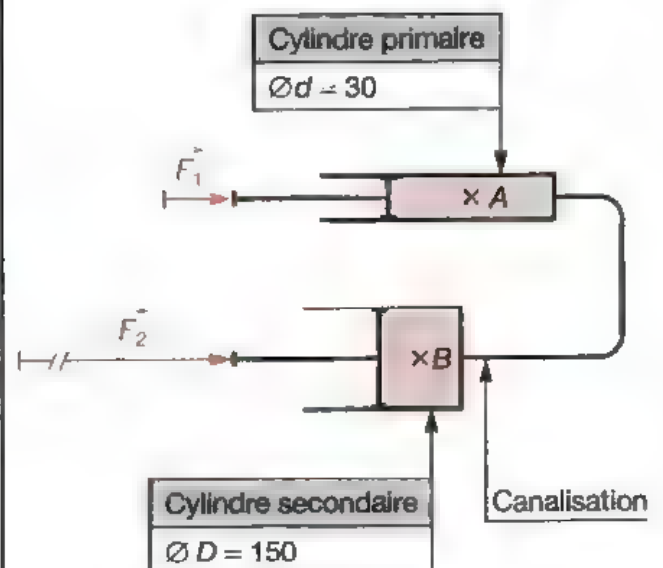 Cylindre primaire
Ød = 30
F₁
× A
F₂
×B
Cylindre secondaire
Canalisation
Ø D = 150